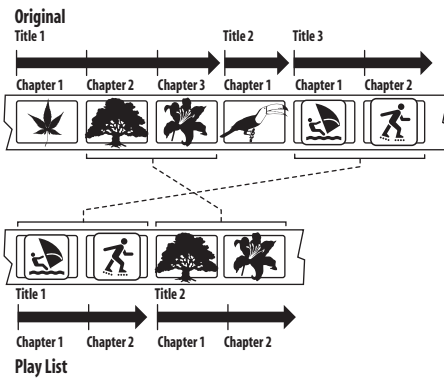 Original
Title 1 Title 2 Title 3
Chapter 1 Chapter 2 Chapter 3 Chapter 1 Chapter 1 Chapter 2
Title 1 Title 2
Chapter 1 Chapter 2 Chapter 1 Chapter 2
Play List